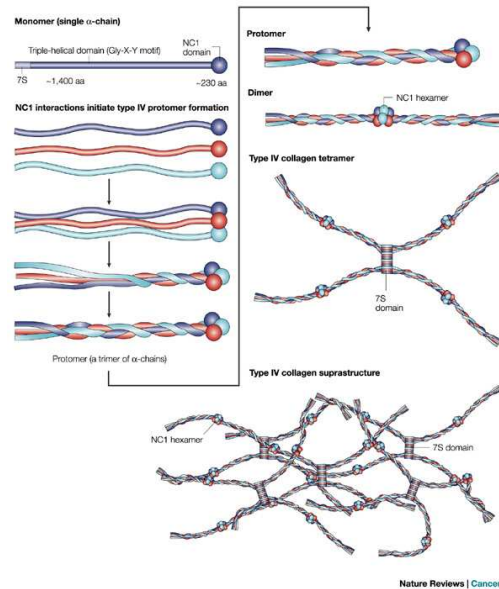 Monomer (single α-chain)
Triple-helical domain (Gly-X-Y motif)
NC1
domain
7S
~1,400 aa
~230 aa
NC1 interactions initiate type IV protomer formation
Protomer (a trimer of α-chains)
Protomer
Dimer
NC1 hexamer
Type IV collagen tetramer
7S
domain
Type IV collagen suprastructure
NC1 hexamer
7S domain
Nature Reviews | Cancer